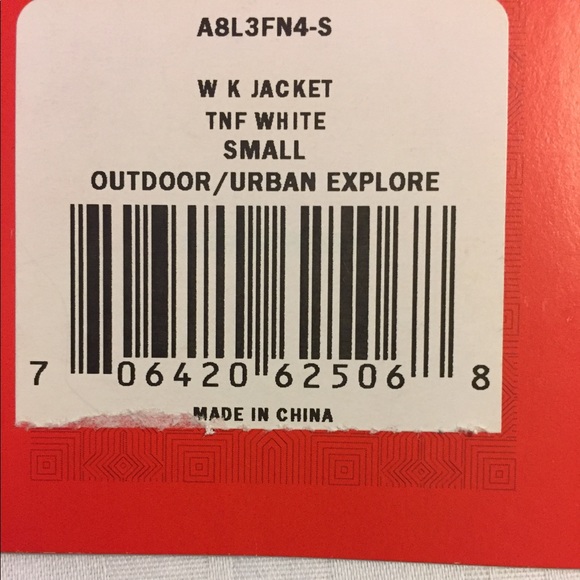 A8L3FN4-S
W K JACKET
TNF WHITE
SMALL
OUTDOOR/URBAN EXPLORE
7 06420 62506 8
MADE IN CHINA